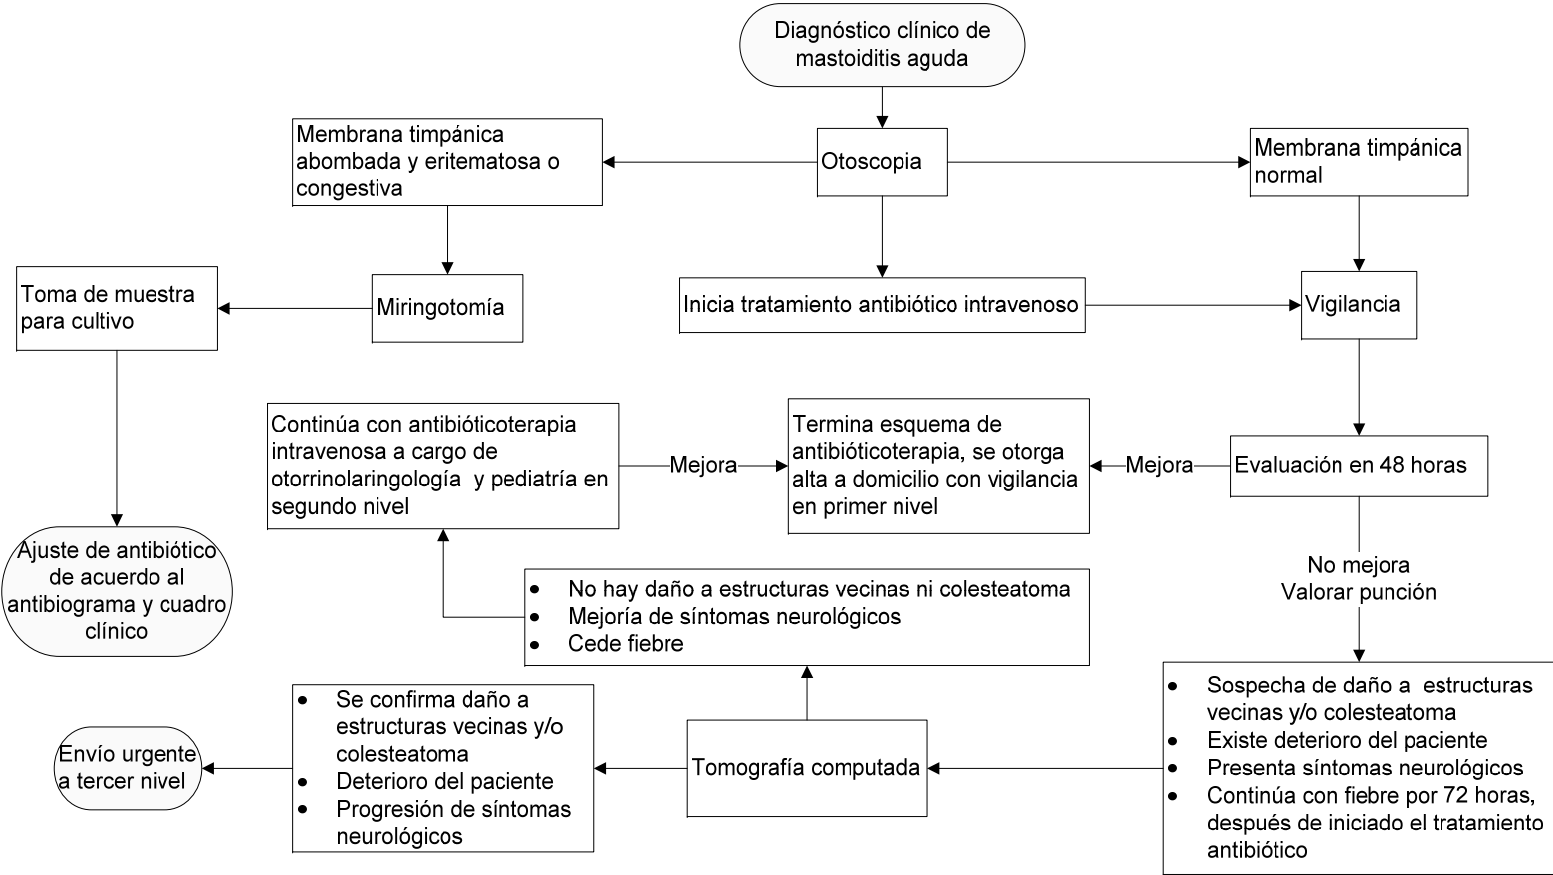 Diagnóstico clínico de
mastoiditis aguda
Membrana timpánica
abombada y eritematosa o
congestiva
Otoscopia
Membrana timpánica
normal
Toma de muestra
para cultivo
Miringotomía
Inicia tratamiento antibiótico intravenoso
Vigilancia
Continúa con antibióticoterapia
intravenosa a cargo de
otorrinolaringología y pediatría en
segundo nivel
Mejora
Termina esquema de
antibióticoterapia, se otorga
alta a domicilio con vigilancia
en primer nivel
Mejora
Evaluación en 48 horas
Ajuste de antibiótico
de acuerdo al
antibiograma y cuadro
clínico
No mejora
Valorar punción
• No hay daño a estructuras vecinas ni colesteatoma
• Mejoría de síntomas neurológicos
• Cede fiebre
Envío urgente
a tercer nivel
• Se confirma daño a
estructuras vecinas y/o
colesteatoma
• Deterioro del paciente
• Progresión de síntomas
neurológicos
Tomografía computada
• Sospecha de daño a estructuras
vecinas y/o colesteatoma
• Existe deterioro del paciente
• Presenta síntomas neurológicos
• Continúa con fiebre por 72 horas,
después de iniciado el tratamiento
antibiótico